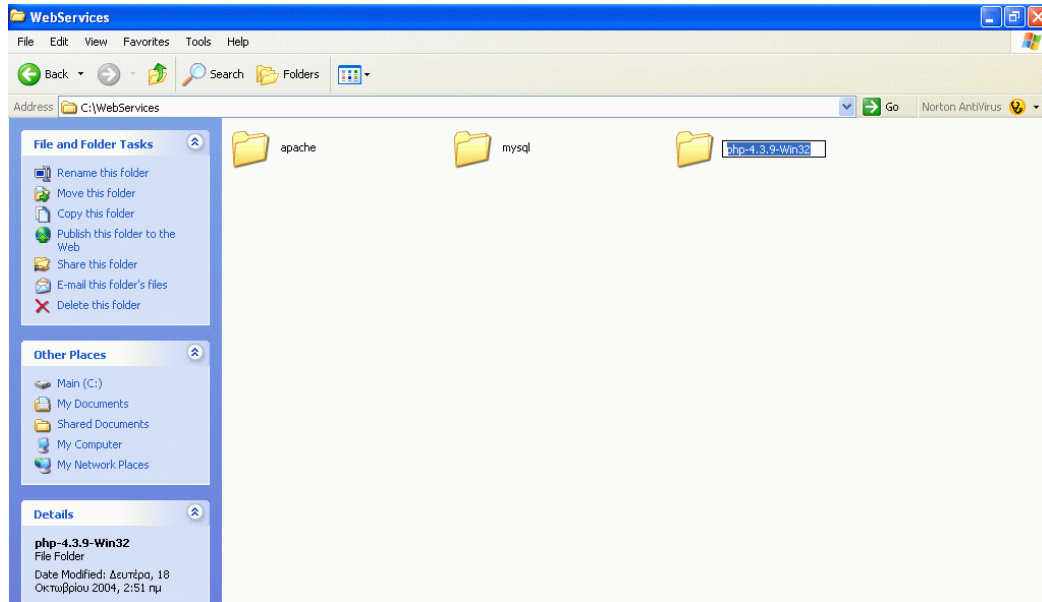 WebServices
File Edit View Favorites Tools Help
Back Search Folders
Address C:\WebServices Go Norton AntiVirus
File and Folder Tasks
Rename this folder
Move this folder
Copy this folder
Publish this folder to the
Web
Share this folder
E-mail this folder's files
Delete this folder
Other Places
Main (C:)
My Documents
Shared Documents
My Computer
My Network Places
Details
php-4.3.9-Win32
File Folder
Date Modified: Δευτέρα, 18
Οκτωβρίου 2004, 2:51 πμ
apache mysql php-4.3.9-Win32